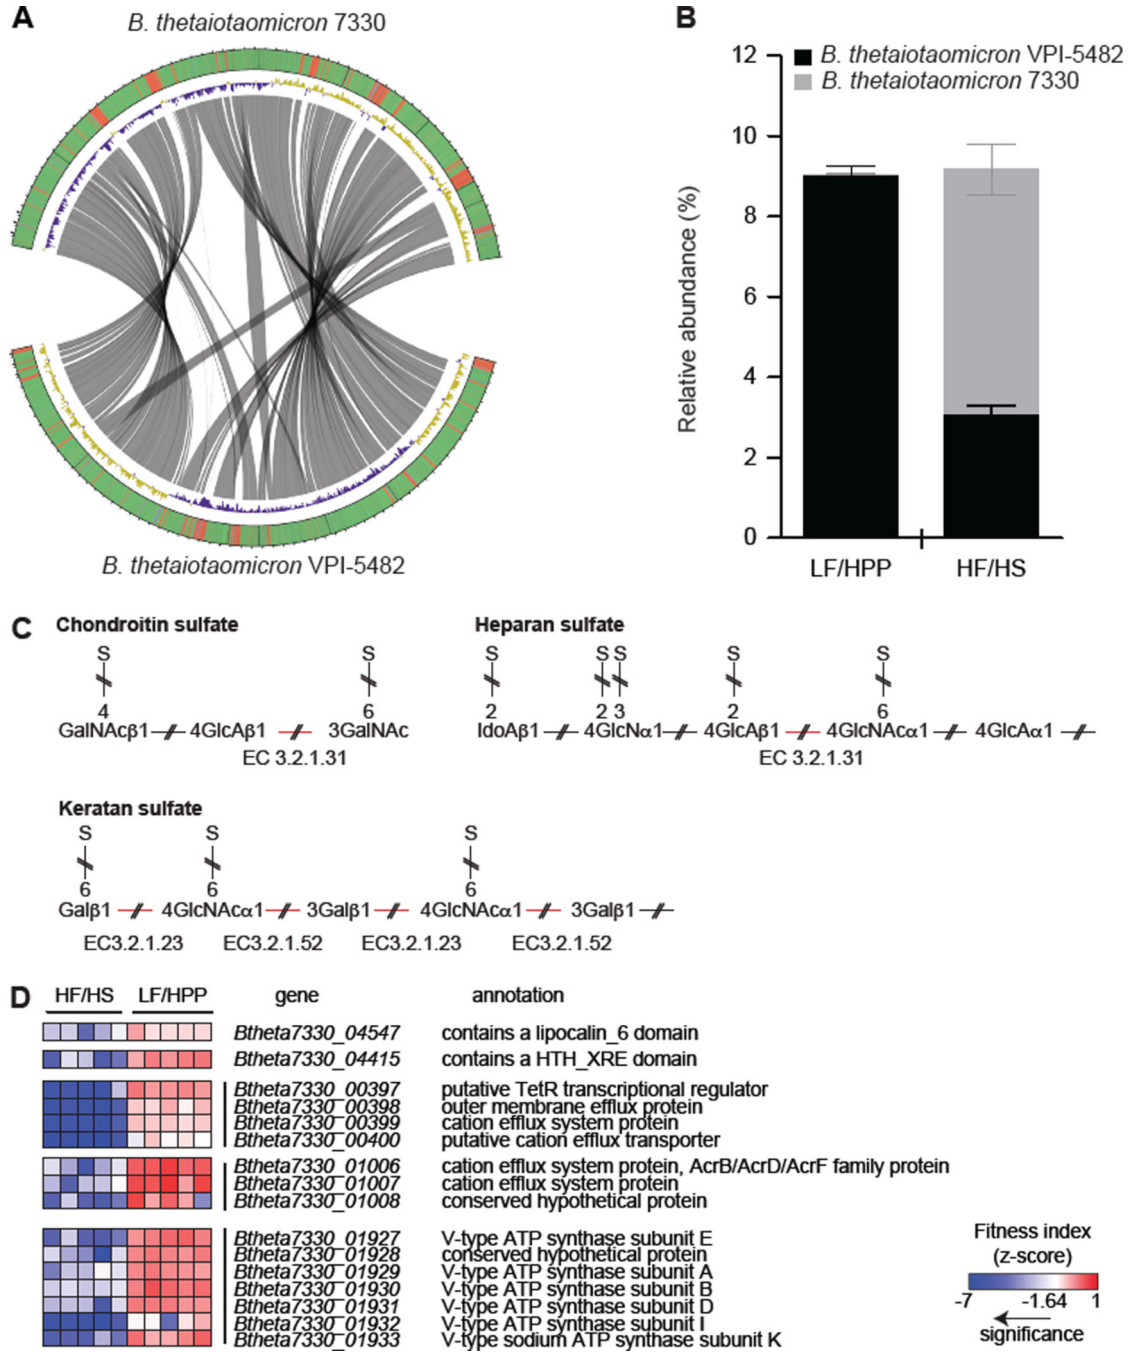 A
B. thetaiotaomicron 7330
B. thetaiotaomicron VPI-5482
B
B. thetaiotaomicron VPI-5482
B. thetaiotaomicron 7330
Relative abundance (%)
12
10
8
6
4
2
0
LF/HPP HF/HS
C
Chondroitin sulfate
S S
4 6
GalNAcβ1 4GlcAβ1 3GalNAc
EC 3.2.1.31
Heparan sulfate
S S S S S
2 2 3 2 6
IdoAβ1 4GlcNα1 4GlcAβ1 4GlcNAcα1 4GlcAα1
EC 3.2.1.31
Keratan sulfate
S S S
6 6 6
Galβ1 4GlcNAcα1 3Galβ1 4GlcNAcα1 3Galβ1
EC3.2.1.23 EC3.2.1.52 EC3.2.1.23 EC3.2.1.52
D
HF/HS LF/HPP gene annotation
Btheta7330_04547 contains a lipocalin_6 domain
Btheta7330_04415 contains a HTH_XRE domain
Btheta7330_00397 putative TetR transcriptional regulator
Btheta7330_00398 outer membrane efflux protein
Btheta7330_00399 cation efflux system protein
Btheta7330_00400 putative cation efflux transporter
Btheta7330_01006 cation efflux system protein, AcrB/AcrD/AcrF family protein
Btheta7330_01007 cation efflux system protein
Btheta7330_01008 conserved hypothetical protein
Btheta7330_01927 V-type ATP synthase subunit E
Btheta7330_01928 conserved hypothetical protein
Btheta7330_01929 V-type ATP synthase subunit A
Btheta7330_01930 V-type ATP synthase subunit B
Btheta7330_01931 V-type ATP synthase subunit D
Btheta7330_01932 V-type ATP synthase subunit I
Btheta7330_01933 V-type sodium ATP synthase subunit K
Fitness index
(z-score)
-7 -1.64 1
significance